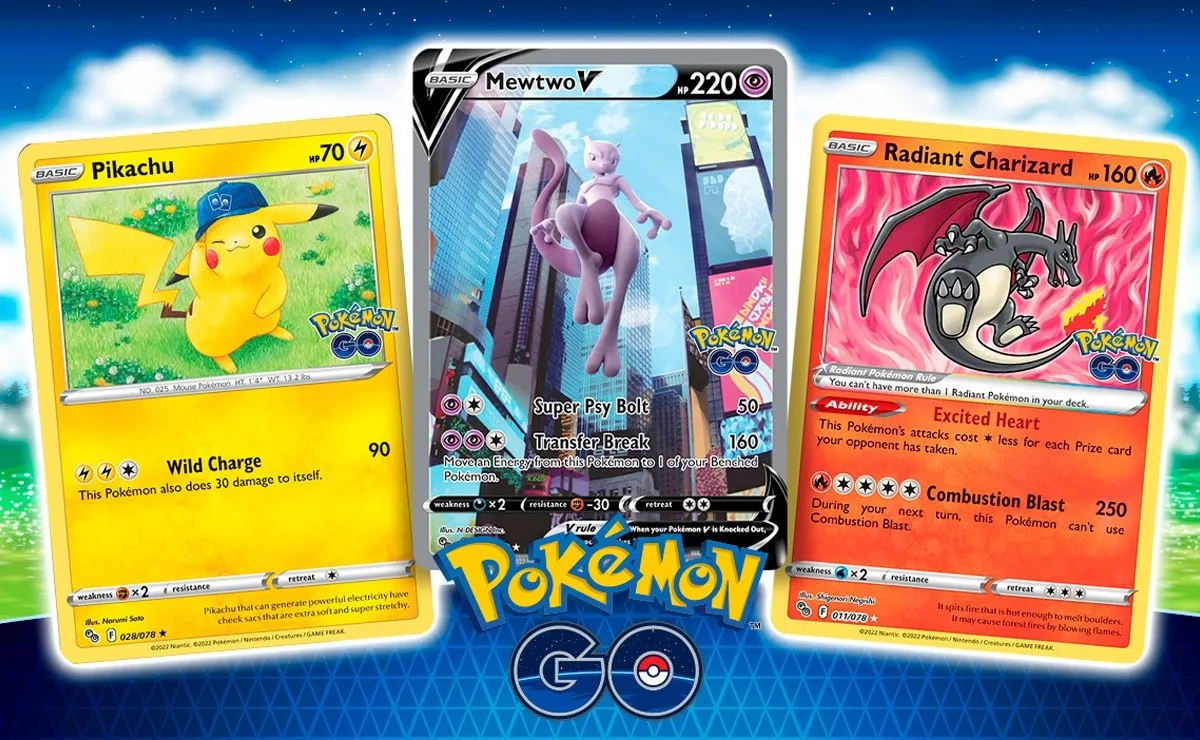 BASIC Pikachu HP 70
POKéMON
GO
NO. 025 Mouse Pokémon HT: 1'4" WT: 13.2 lbs.
Wild Charge 90
This Pokémon also does 30 damage to itself.
weakness ×2 resistance retreat
Illus. Narumi Sato
Pikachu that can generate powerful electricity have
cheek sacs that are extra soft and super stretchy.
F 028/078 ★
©2022 Niantic. ©2022 Pokémon / Nintendo / Creatures / GAME FREAK.
BASIC Mewtwo V HP 220
POKéMON
GO
Super Psy Bolt 50
Transfer Break 160
Move an Energy from this Pokémon to 1 of your Benched
Pokémon.
weakness ×2 resistance -30 retreat
Illus. N-DESIGN Inc.
V rule When your Pokémon V is Knocked Out,
BASIC Radiant Charizard HP 160
POKéMON
GO
Radiant Pokémon Rule
You can't have more than 1 Radiant Pokémon in your deck.
Ability Excited Heart
This Pokémon's attacks cost less for each Prize card
your opponent has taken.
Combustion Blast 250
During your next turn, this Pokémon can't use
Combustion Blast.
weakness ×2 resistance retreat
Illus. Shigenori Negishi
It spits fire that is hot enough to melt boulders.
It may cause forest fires by blowing flames.
F 011/078 ★
©2022 Niantic. ©2022 Pokémon / Nintendo / Creatures / GAME FREAK.
POKéMON
TM
GO